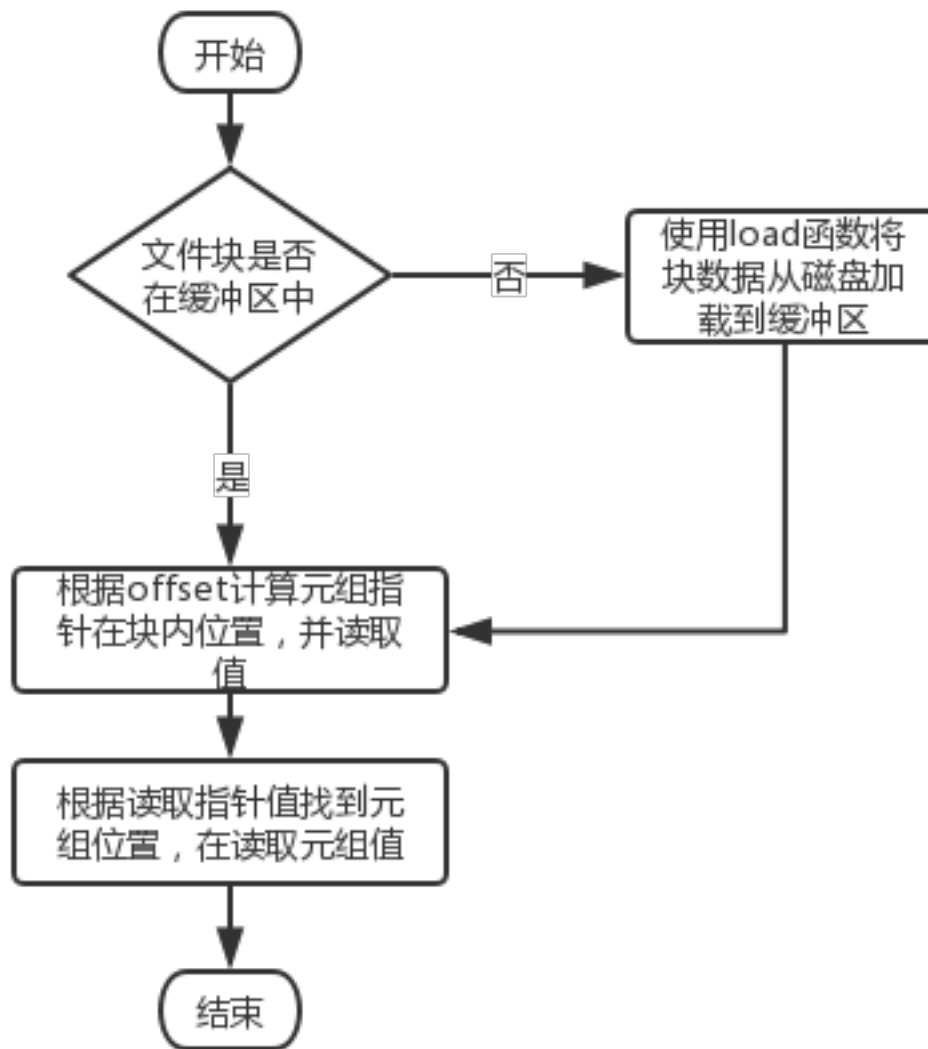 开始
文件块是否
在缓冲区中
否
使用load函数将
块数据从磁盘加
载到缓冲区
是
根据offset计算元组指
针在块内位置，并读取
值
根据读取指针值找到元
组位置，在读取元组值
结束